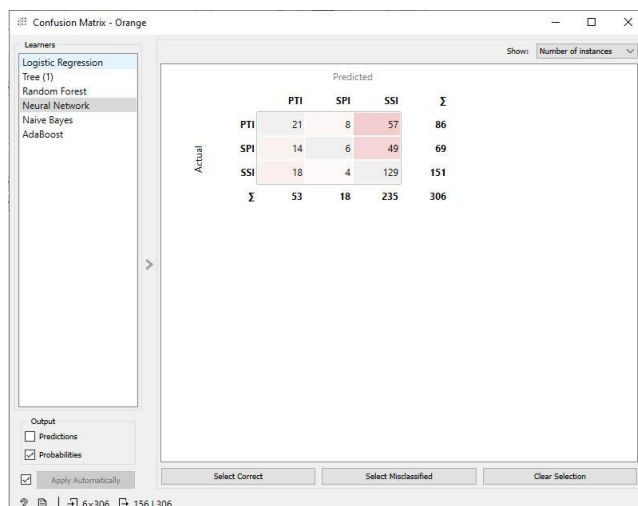 Confusion Matrix - Orange
Learners
Logistic Regression
Tree (1)
Random Forest
Neural Network
Naive Bayes
AdaBoost
Show: Number of instances
Predicted
PTI SPI SSI Σ
Actual
PTI 21 8 57 86
SPI 14 6 49 69
SSI 18 4 129 151
Σ 53 18 235 306
Output
Predictions
Probabilities
Apply Automatically
Select Correct Select Misclassified Clear Selection
? 6×306 156 | 306